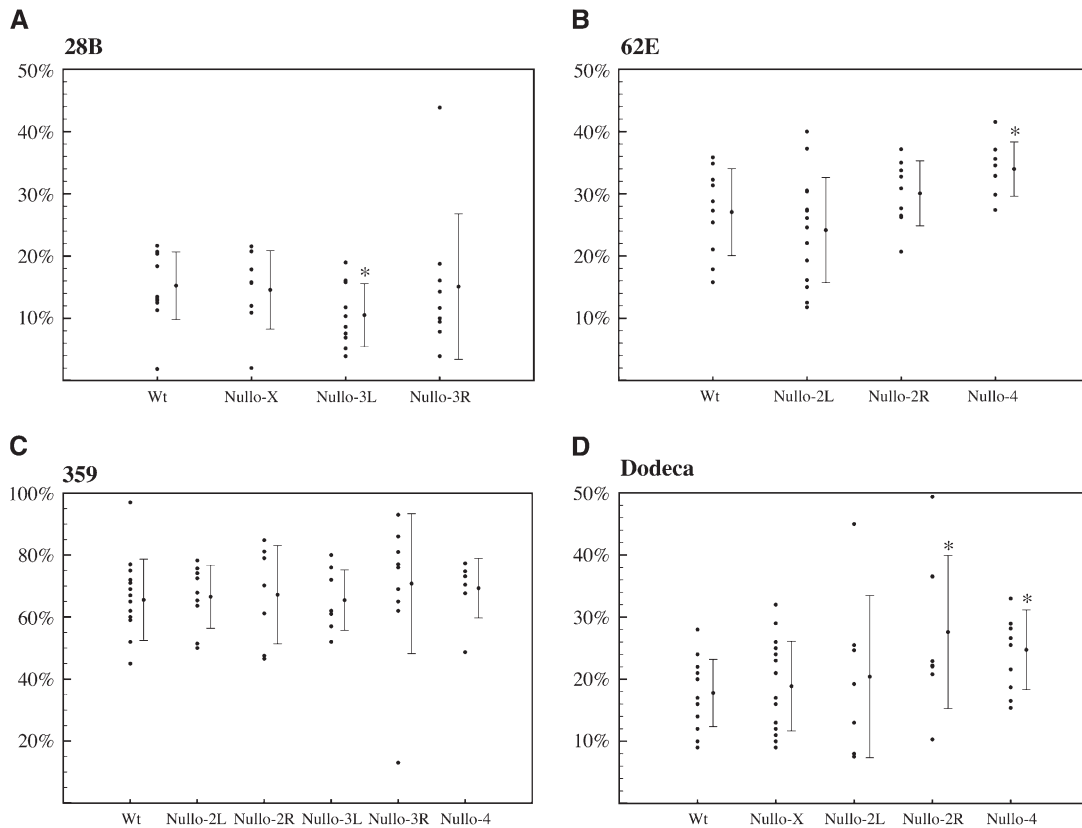 A
28B
50%
40%
30%
20%
10%
*
Wt Nullo-X Nullo-3L Nullo-3R
B
62E
50%
40%
30%
20%
10%
*
Wt Nullo-2L Nullo-2R Nullo-4
C
359
100%
80%
60%
40%
20%
Wt Nullo-2L Nullo-2R Nullo-3L Nullo-3R Nullo-4
D
Dodeca
50%
40%
30%
20%
10%
* *
Wt Nullo-X Nullo-2L Nullo-2R Nullo-4